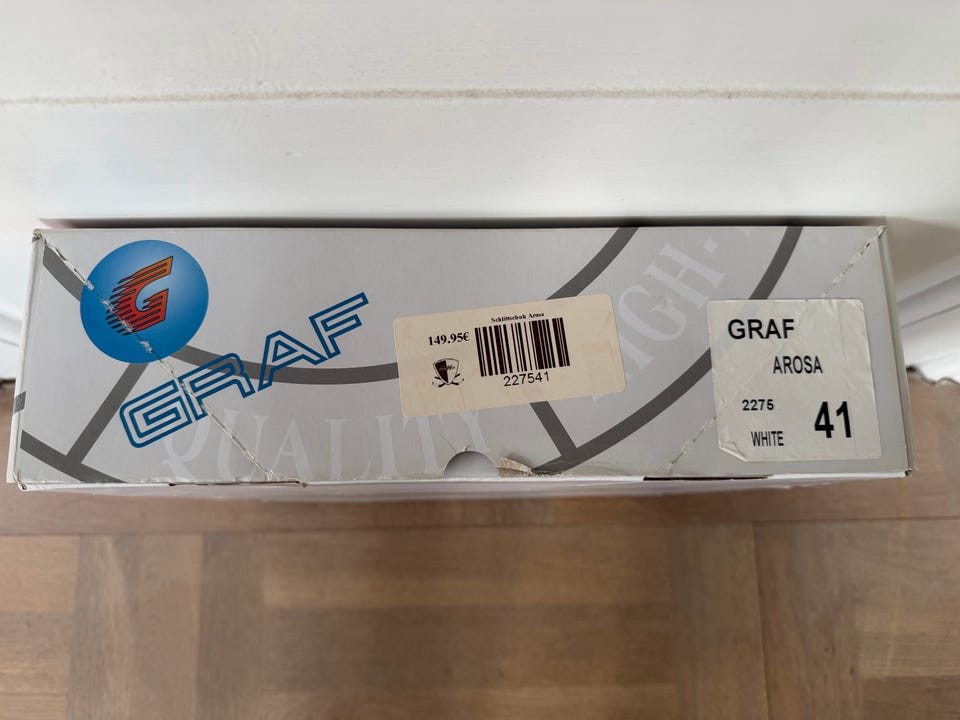 G
GRAF
QUALITY HIGH
Schlittschuh Arosa
149.95€
227541
GRAF
AROSA
2275
WHITE
41